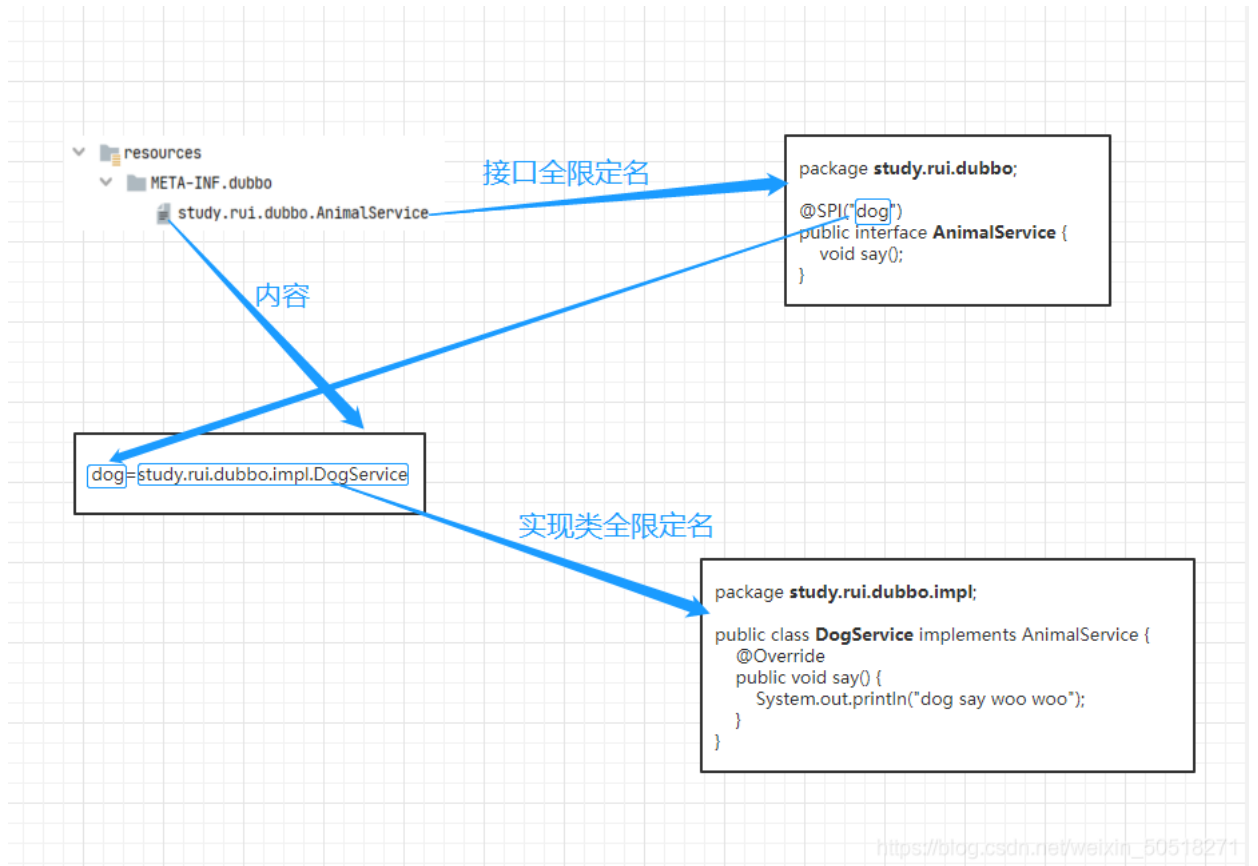 resources
META-INF.dubbo
study.rui.dubbo.AnimalService
接口全限定名
package study.rui.dubbo;
@SPI("dog")
public interface AnimalService {
void say();
}
内容
dog=study.rui.dubbo.impl.DogService
实现类全限定名
package study.rui.dubbo.impl;
public class DogService implements AnimalService {
@Override
public void say() {
System.out.println("dog say woo woo");
}
}
https://blog.csdn.net/weixin_50518271